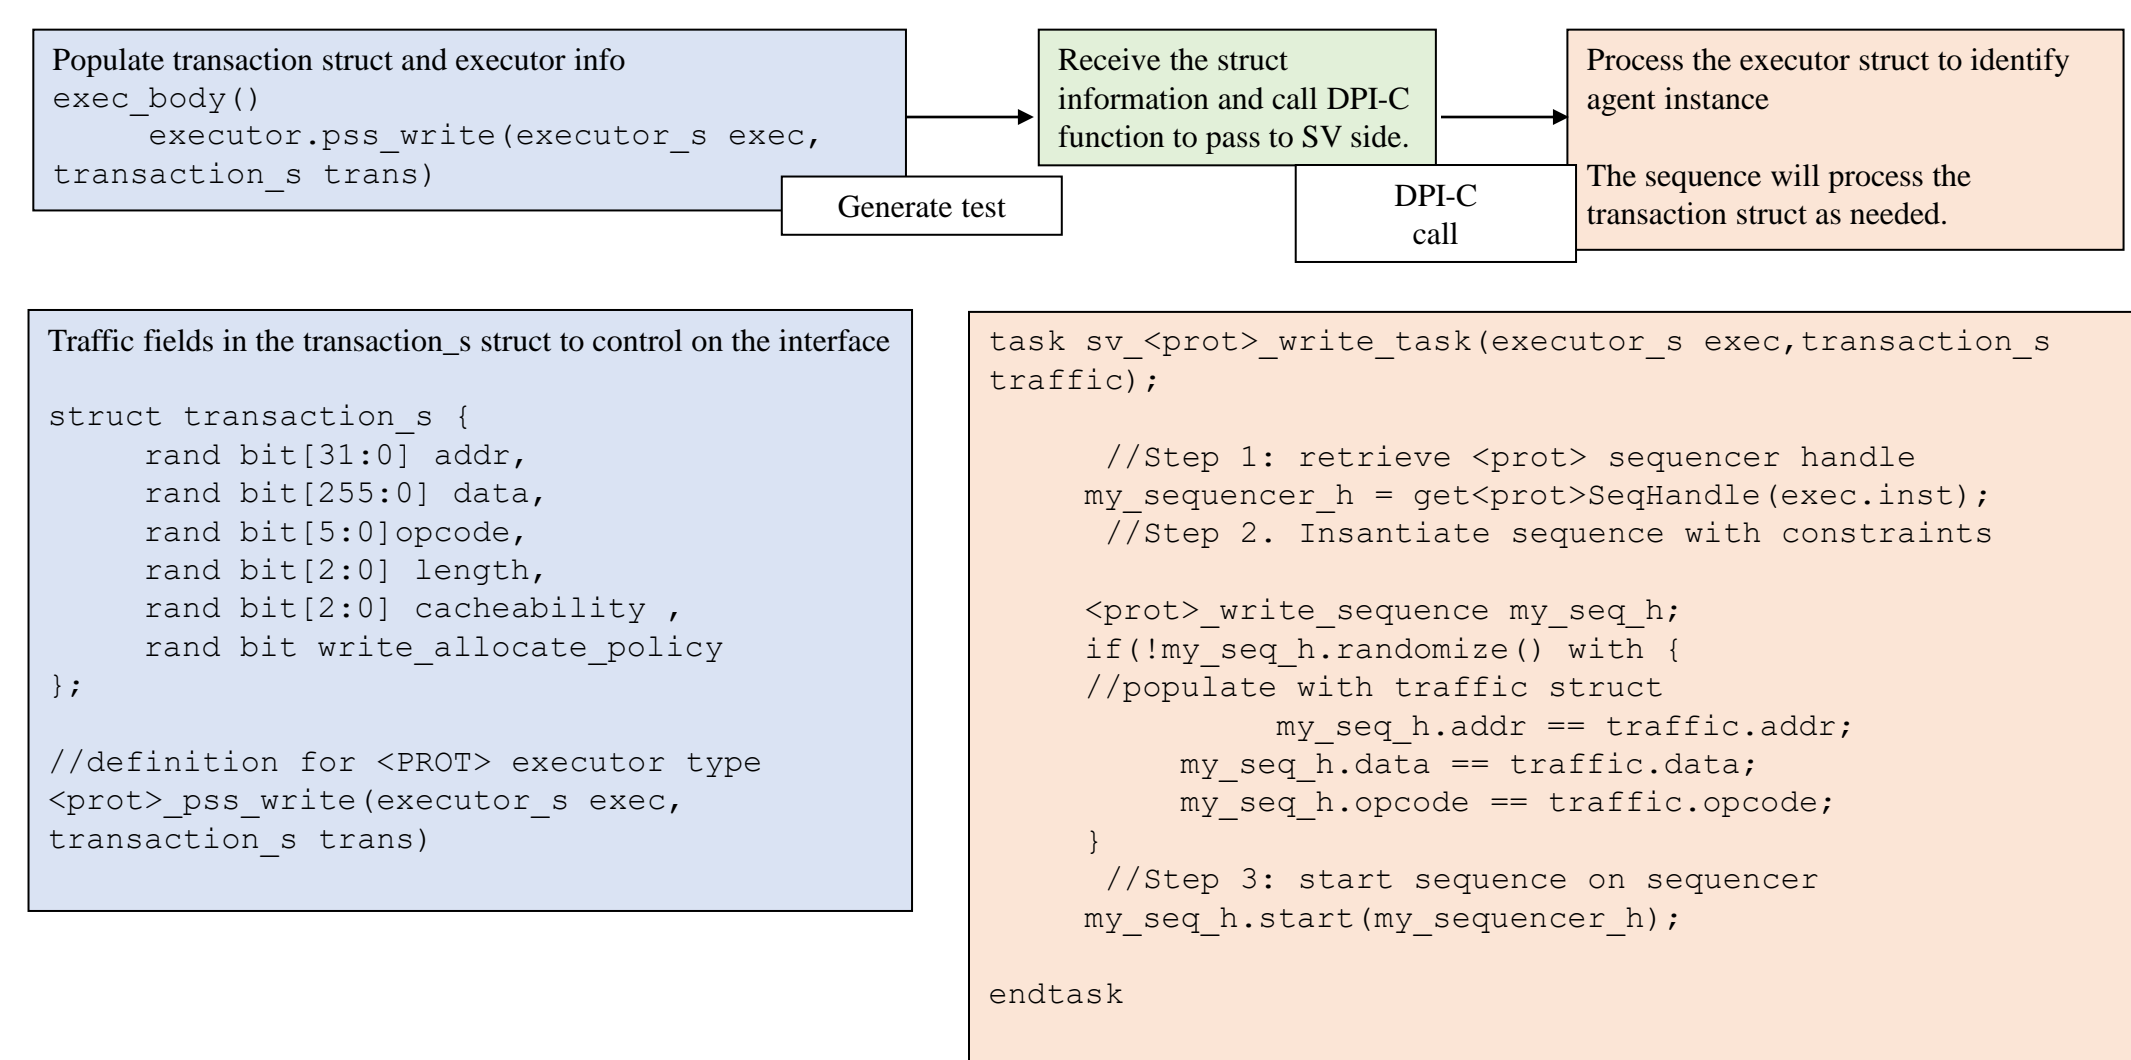 Populate transaction struct and executor info
exec_body()
executor.pss_write(executor_s exec,
transaction_s trans)
Generate test
Receive the struct
information and call DPI-C
function to pass to SV side.
DPI-C
call
Process the executor struct to identify
agent instance
The sequence will process the
transaction struct as needed.
Traffic fields in the transaction_s struct to control on the interface
struct transaction_s {
rand bit[31:0] addr,
rand bit[255:0] data,
rand bit[5:0]opcode,
rand bit[2:0] length,
rand bit[2:0] cacheability ,
rand bit write_allocate_policy
};
//definition for <PROT> executor type
<prot>_pss_write(executor_s exec,
transaction_s trans)
task sv_<prot>_write_task(executor_s exec,transaction_s
traffic);
//Step 1: retrieve <prot> sequencer handle
my_sequencer_h = get<prot>SeqHandle(exec.inst);
//Step 2. Insantiate sequence with constraints
<prot>_write_sequence my_seq_h;
if(!my_seq_h.randomize() with {
//populate with traffic struct
my_seq_h.addr == traffic.addr;
my_seq_h.data == traffic.data;
my_seq_h.opcode == traffic.opcode;
}
//Step 3: start sequence on sequencer
my_seq_h.start(my_sequencer_h);
endtask